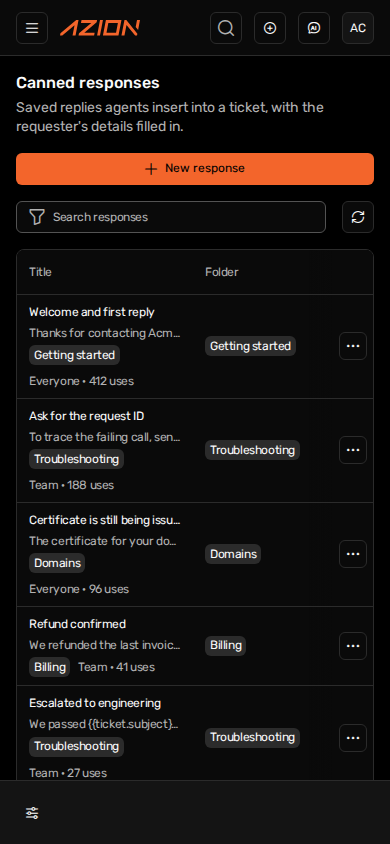 AZION
AC
Canned responses
Saved replies agents insert into a ticket, with the
requester's details filled in.
New response
Search responses
Title
Folder
Welcome and first reply
Thanks for contacting Acm...
Getting started
Everyone • 412 uses
Getting started
Ask for the request ID
To trace the failing call, sen...
Troubleshooting
Team • 188 uses
Troubleshooting
Certificate is still being issu...
The certificate for your do...
Domains
Everyone • 96 uses
Domains
Refund confirmed
We refunded the last invoic...
Billing
Team • 41 uses
Billing
Escalated to engineering
We passed {{ticket.subject}...
Troubleshooting
Team • 27 uses
Troubleshooting